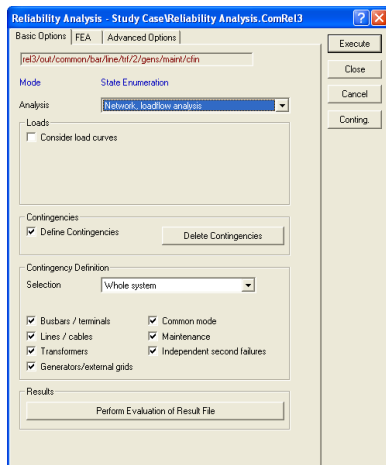 Reliability Analysis - Study Case\Reliability Analysis.ComRel3
Basic Options FEA Advanced Options
Execute
rel3/out/common/bar/line/trf/2/gens/maint/cfin
Close
Mode State Enumeration
Cancel
Analysis Network, loadflow analysis
Conting.
Loads
Consider load curves
Contingencies
Define Contingencies Delete Contingencies
Contingency Definition
Selection Whole system
Busbars / terminals Common mode
Lines / cables Maintenance
Transformers Independent second failures
Generators/external grids
Results
Perform Evaluation of Result File